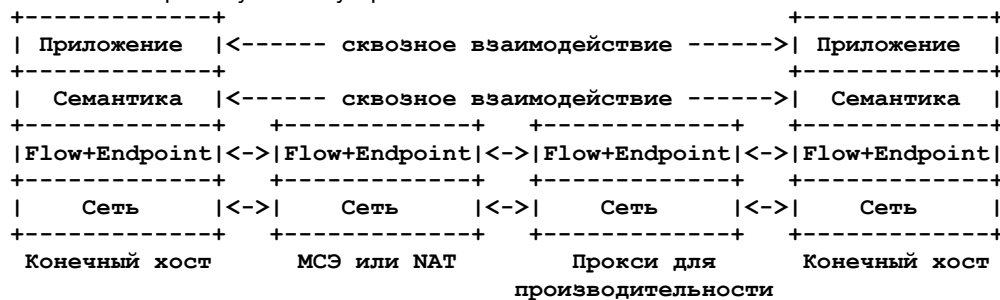 +-------------+ +-------------+
| Приложение |<------ сквозное взаимодействие ------>| Приложение |
+-------------+ +-------------+
| Семантика |<------ сквозное взаимодействие ------>| Семантика |
+-------------+ +-------------+ +-------------+ +-------------+
|Flow+Endpoint|<->|Flow+Endpoint|<->|Flow+Endpoint|<->|Flow+Endpoint|
+-------------+ +-------------+ +-------------+ +-------------+
| Сеть |<->| Сеть |<->| Сеть |<->| Сеть |
+-------------+ +-------------+ +-------------+ +-------------+
Конечный хост МСЭ или NAT Прокси для Конечный хост
производительности